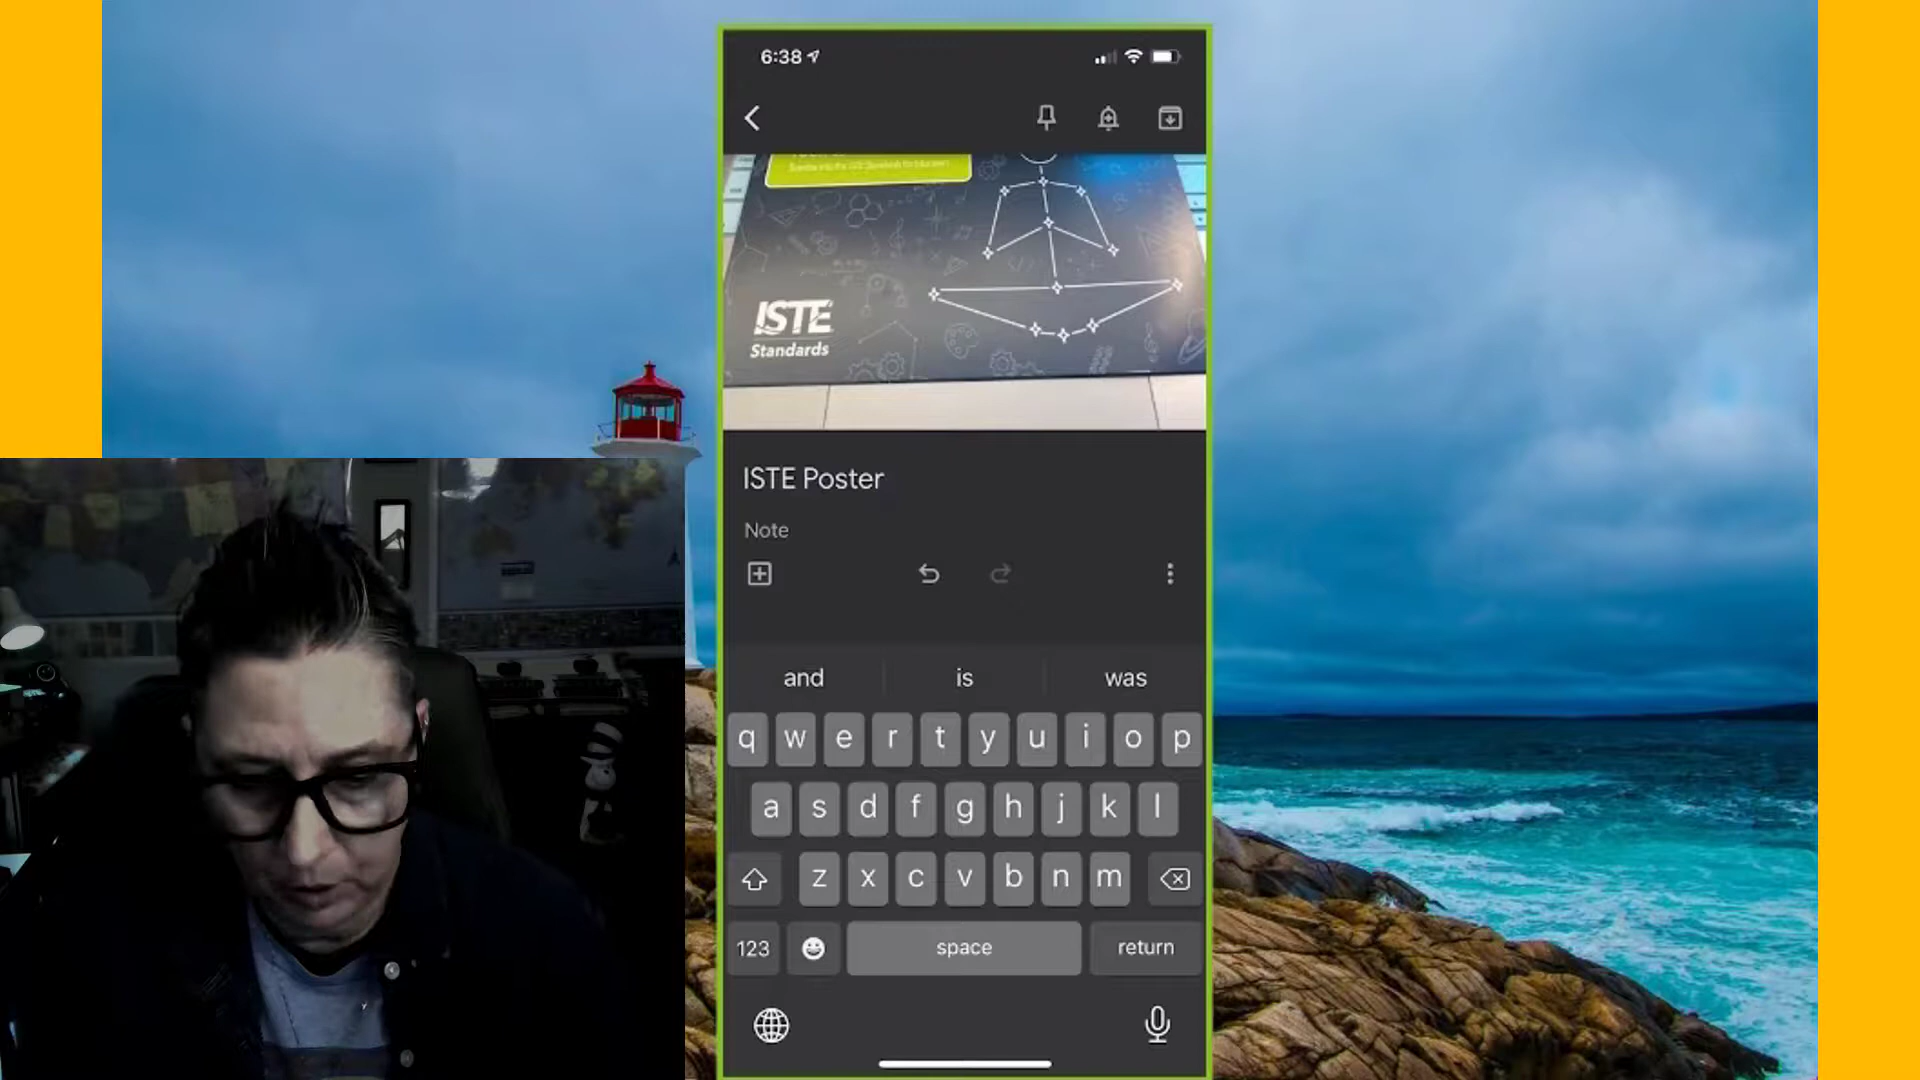 6:38
ISTE
Standards
ISTE Poster
Note
and is was
q w e r t y u i o p
a s d f g h j k l
z x c v b n m
123 space return